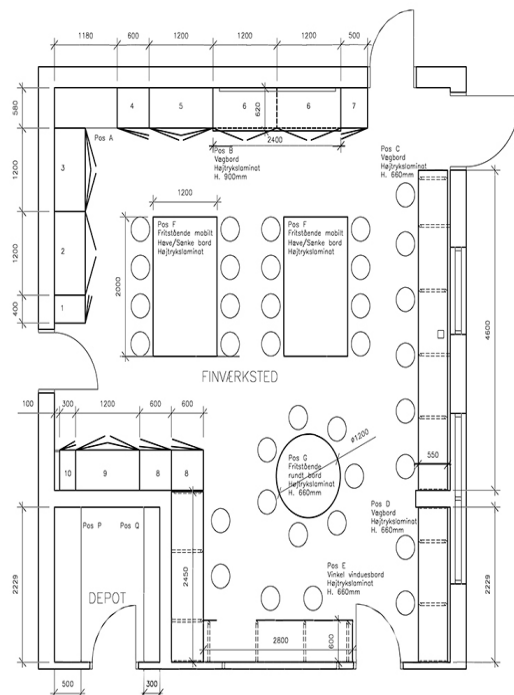 1180 600 1200 1200 1200 500
580
4 5 6 6 7
620
2400
Pos A
Pos B
Vægbord
Højtrykslaminat
H. 900mm
Pos C
Vægbord
Højtrykslaminat
H. 660mm
3
1200
2
1200
1
400
1200
2000
Pos F
Fritstående mobilt
Hæve/Sænke bord
Højtrykslaminat
Pos F
Fritstående mobilt
Hæve/Sænke bord
Højtrykslaminat
4600
FINVÆRKSTED
100 300 1200 600 600
10 9 8 8
ø1200
Pos G
Fritstående
rundt bord
Højtrykslaminat
H. 660mm
550
Pos D
Vægbord
Højtrykslaminat
H. 660mm
Pos P Pos Q
2229
2450
2229
Pos E
Vinkel vinduesbord
Højtrykslaminat
H. 660mm
DEPOT
2800
600
500 300